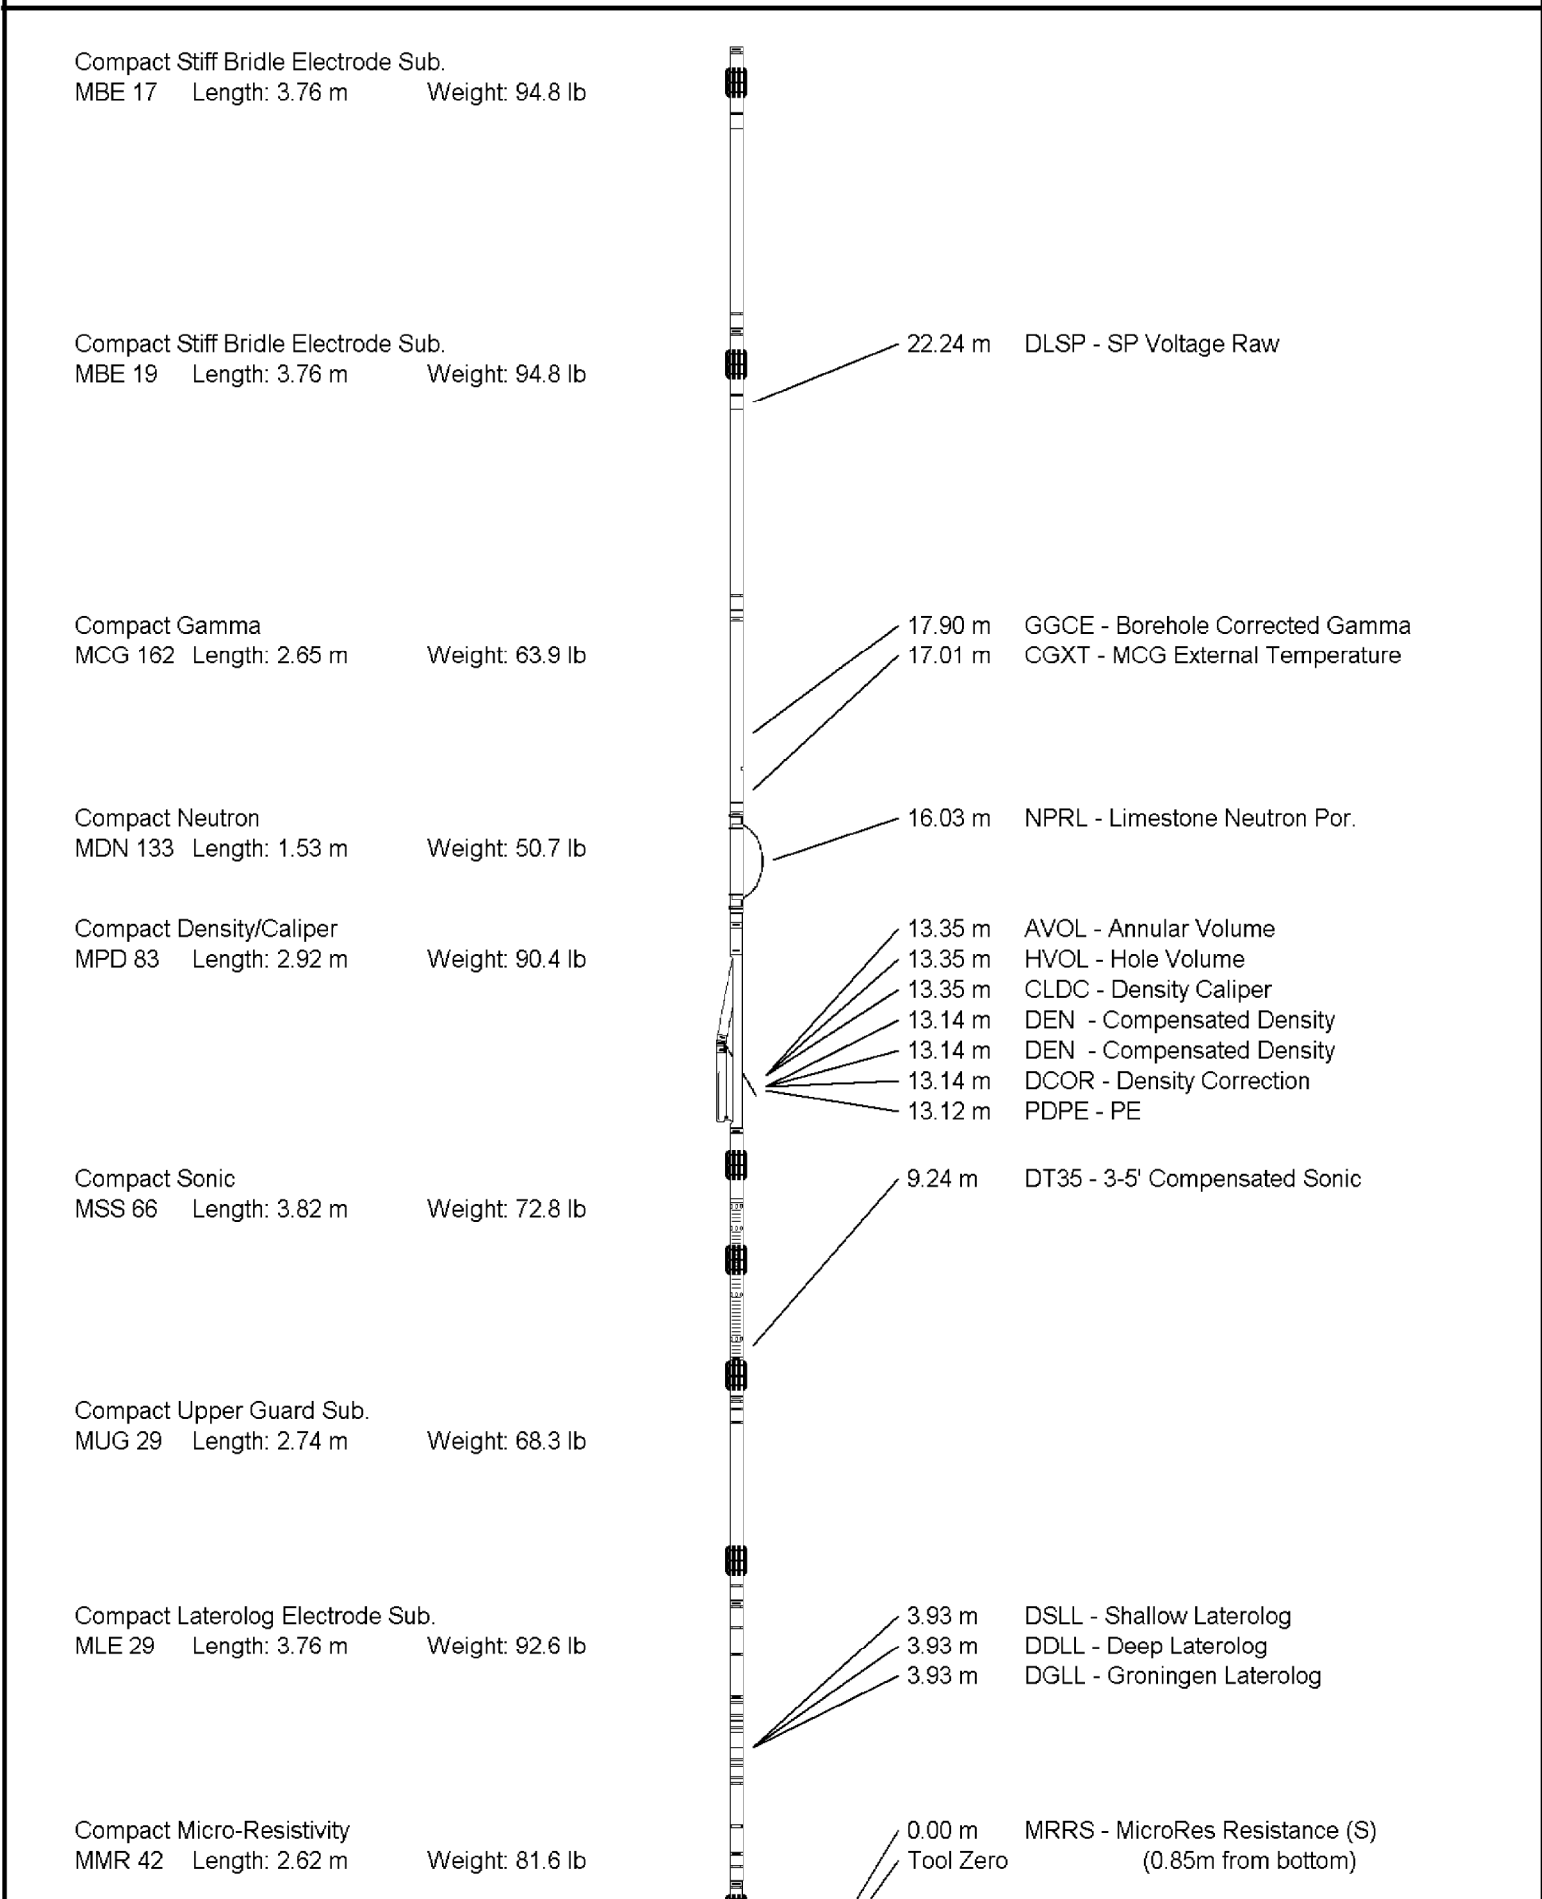 Compact Stiff Bridle Electrode Sub.
MBE 17 Length: 3.76 m Weight: 94.8 lb
Compact Stiff Bridle Electrode Sub.
MBE 19 Length: 3.76 m Weight: 94.8 lb
22.24 m DLSP - SP Voltage Raw
Compact Gamma
MCG 162 Length: 2.65 m Weight: 63.9 lb
17.90 m GGCE - Borehole Corrected Gamma
17.01 m CGXT - MCG External Temperature
Compact Neutron
MDN 133 Length: 1.53 m Weight: 50.7 lb
16.03 m NPRL - Limestone Neutron Por.
Compact Density/Caliper
MPD 83 Length: 2.92 m Weight: 90.4 lb
13.35 m AVOL - Annular Volume
13.35 m HVOL - Hole Volume
13.35 m CLDC - Density Caliper
13.14 m DEN - Compensated Density
13.14 m DEN - Compensated Density
13.14 m DCOR - Density Correction
13.12 m PDPE - PE
Compact Sonic
MSS 66 Length: 3.82 m Weight: 72.8 lb
9.24 m DT35 - 3-5' Compensated Sonic
Compact Upper Guard Sub.
MUG 29 Length: 2.74 m Weight: 68.3 lb
Compact Laterolog Electrode Sub.
MLE 29 Length: 3.76 m Weight: 92.6 lb
3.93 m DSLL - Shallow Laterolog
3.93 m DDLL - Deep Laterolog
3.93 m DGLL - Groningen Laterolog
Compact Micro-Resistivity
MMR 42 Length: 2.62 m Weight: 81.6 lb
0.00 m MRRS - MicroRes Resistance (S)
Tool Zero (0.85m from bottom)